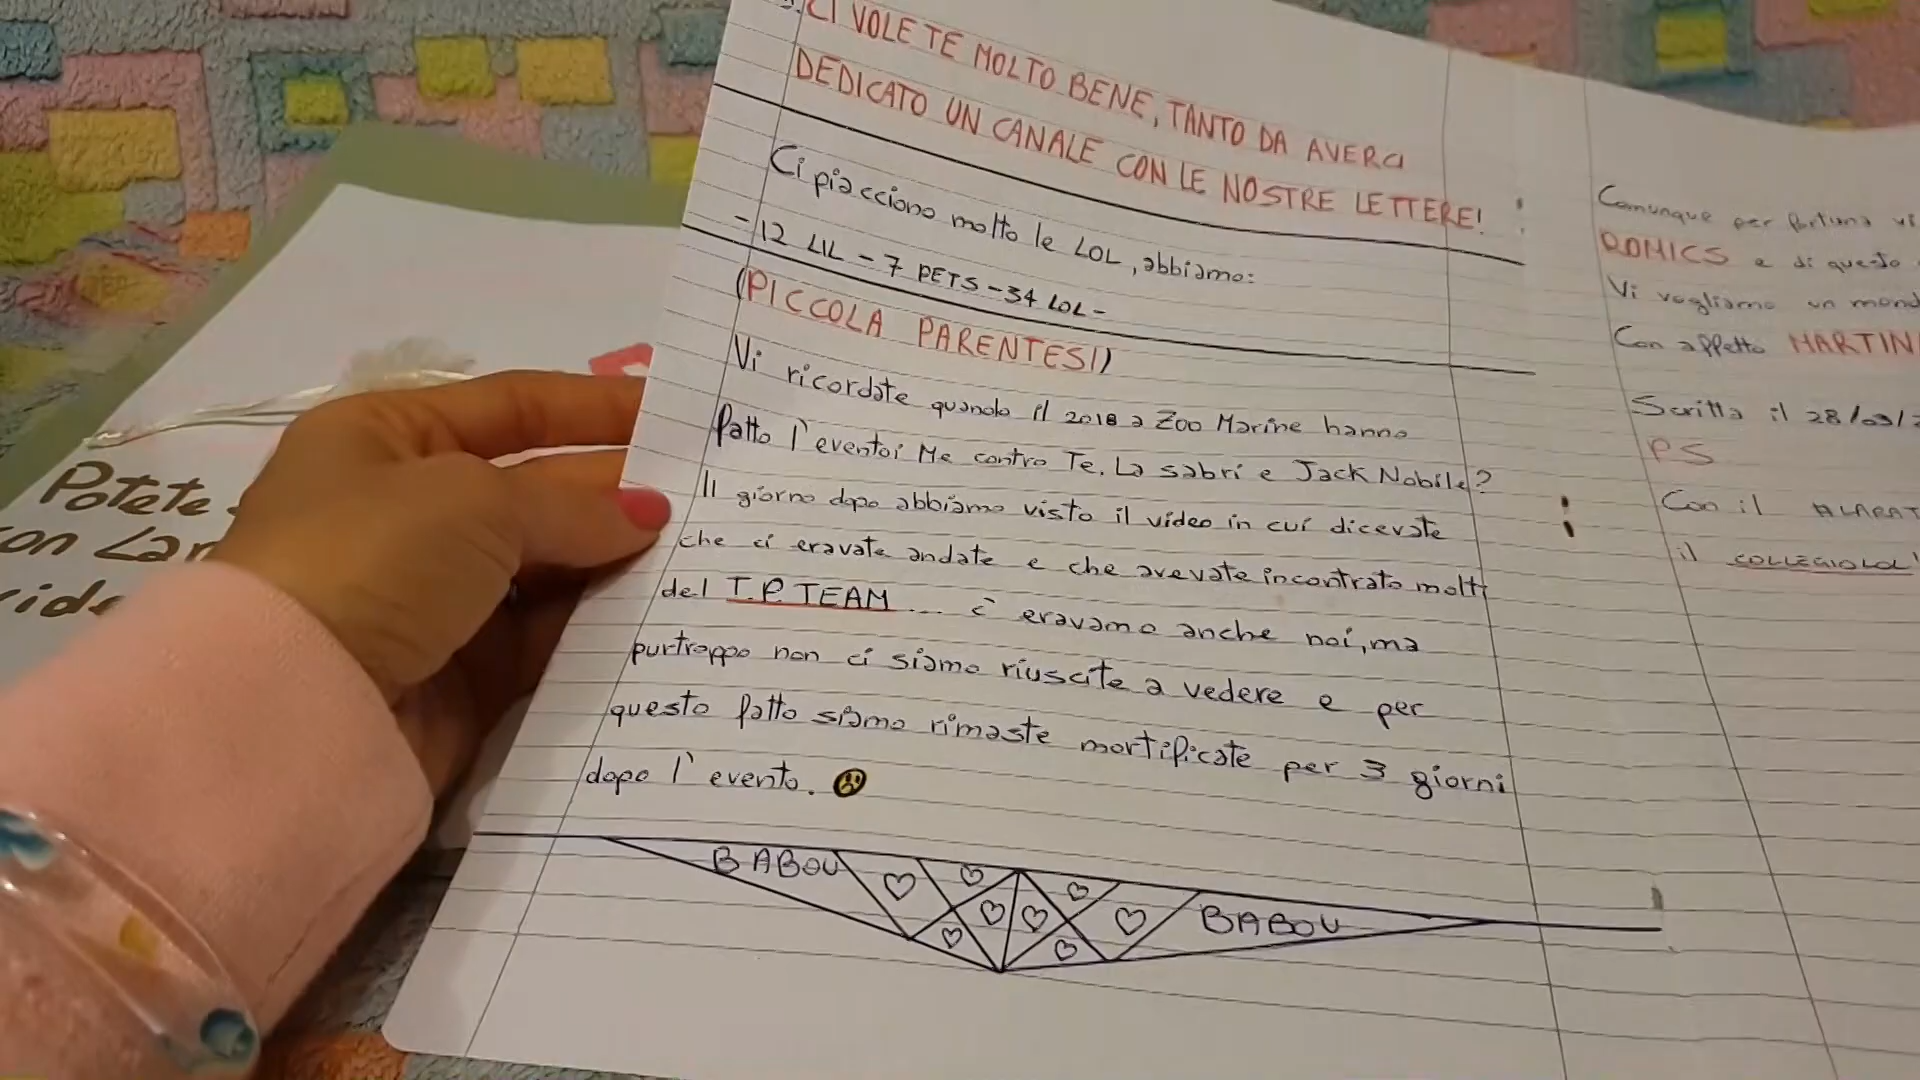 CI VOLETE MOLTO BENE, TANTO DA AVERCI
DEDICATO UN CANALE CON LE NOSTRE LETTERE!
Ci piacciono molto le LOL, abbiamo:
-12 LIL - 7 PETS - 34 LOL -
(PICCOLA PARENTESI)
Vi ricordate quando il 2018 a Zoo Marine hanno
fatto l'evento: Me contro Te, La sabri e Jack Nobile?
Il giorno dopo abbiamo visto il video in cui dicevate
che ci eravate andate e che avevate incontrato molti
del T.P. TEAM ... c'eravamo anche noi, ma
purtroppo non ci siamo riuscite a vedere e per
questo fatto siamo rimaste mortificate per 3 giorni
dopo l'evento.
BABOU BABOU
Comunque per fortuna vi
ROMICS e di questo
Vi vogliamo un mond
Con affetto MARTIN
Scritta il 28/03/2
PS
Con il
il COLLEGIOLOL
Potete
con
vide